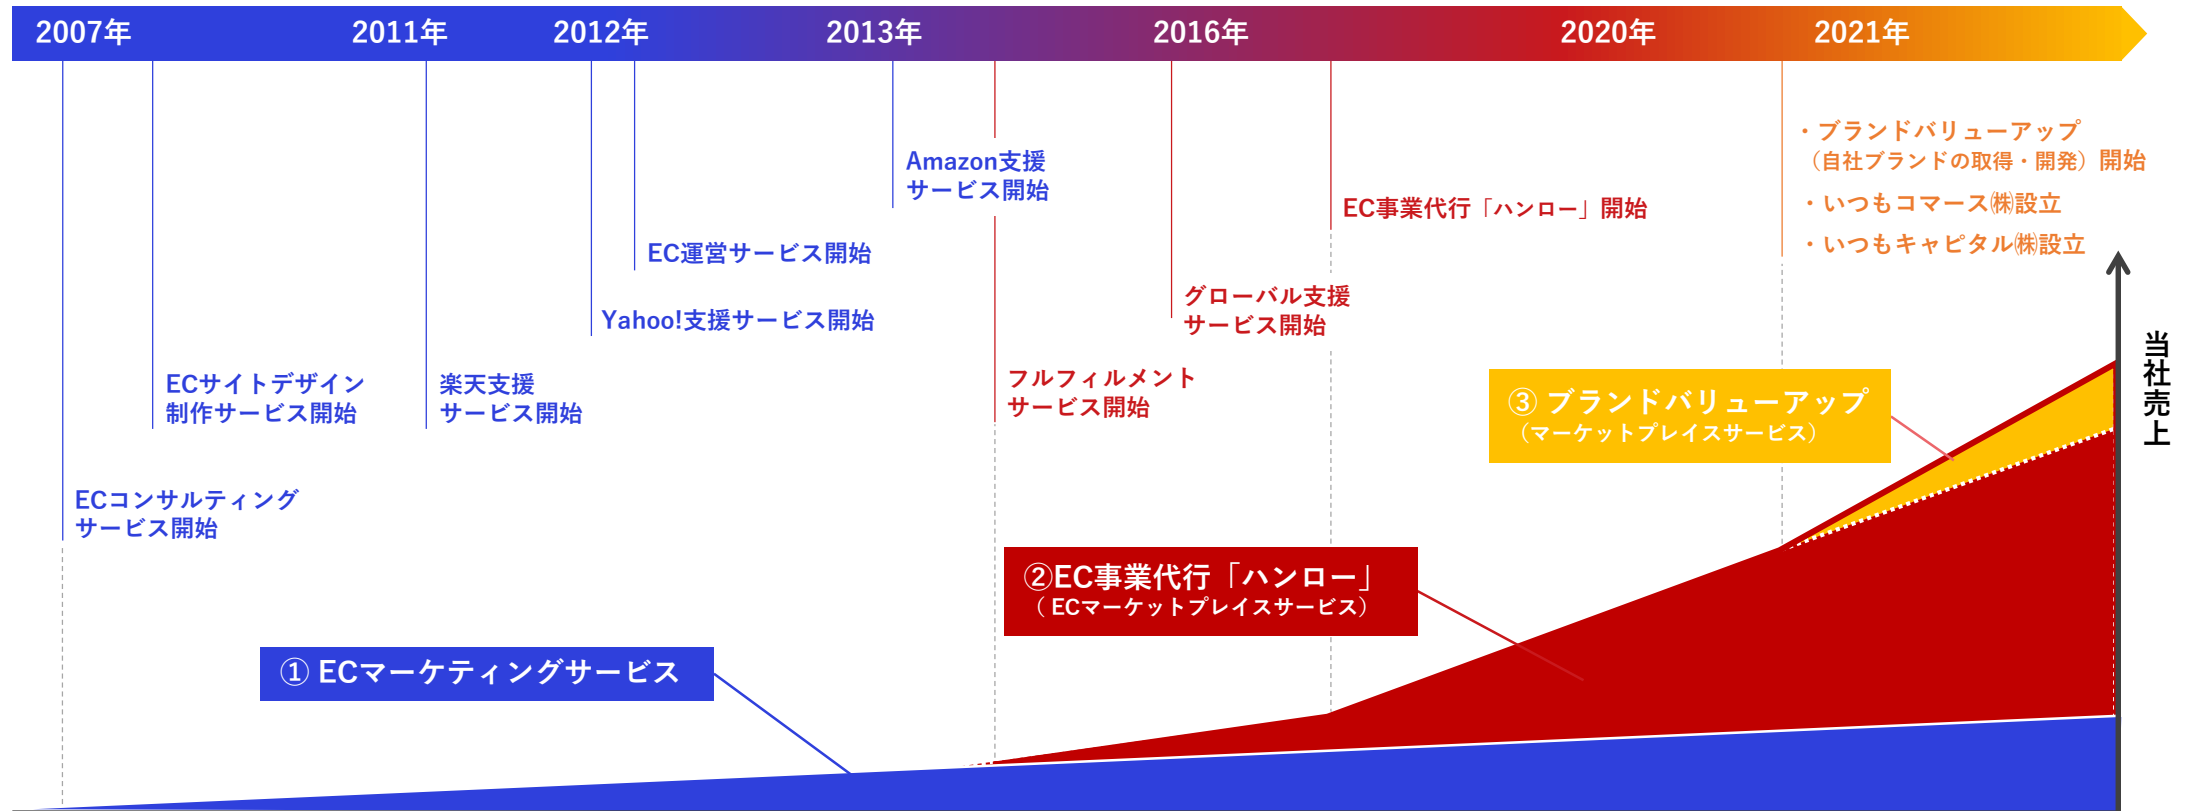 2007年
2011年
2012年
2013年
2016年
2020年
2021年
・ブランドバリューアップ
（自社ブランドの取得・開発）開始
・いつもコマース㈱設立
・いつもキャピタル㈱設立
Amazon支援
サービス開始
EC事業代行「ハンロー」開始
EC運営サービス開始
グローバル支援
サービス開始
Yahoo!支援サービス開始
フルフィルメント
サービス開始
ECサイトデザイン
制作サービス開始
楽天支援
サービス開始
ECコンサルティング
サービス開始
当社売上
③ ブランドバリューアップ
（マーケットプレイスサービス）
②EC事業代行「ハンロー」
（ ECマーケットプレイスサービス）
① ECマーケティングサービス